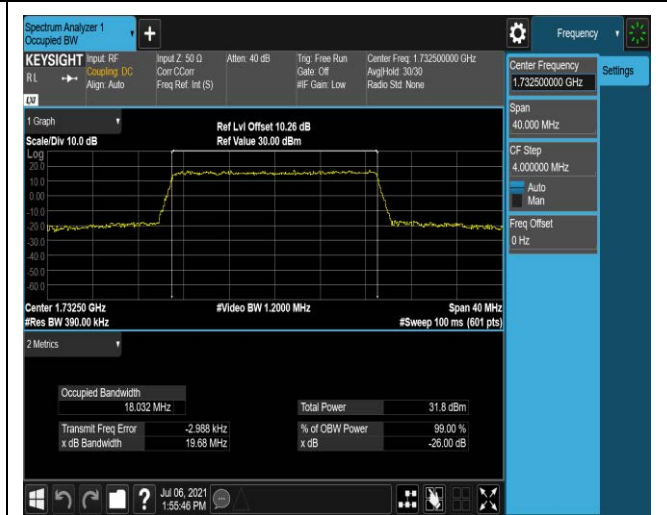 Spectrum Analyzer 1
Occupied BW
Frequency
KEYSIGHT
RL
LXI
Input: RF
Coupling: DC
Align: Auto
Input Z: 50 Ω
Corr CCorr
Freq Ref: Int (S)
Atten: 40 dB
Trig: Free Run
Gate: Off
#IF Gain: Low
Center Freq: 1.732500000 GHz
Avg|Hold: 30/30
Radio Std: None
Center Frequency
1.732500000 GHz
Settings
Span
40.000 MHz
CF Step
4.000000 MHz
Auto
Man
Freq Offset
0 Hz
1 Graph
Scale/Div 10.0 dB
Ref Lvl Offset 10.26 dB
Ref Value 30.00 dBm
Log
20.0
10.0
0.00
-10.0
-20.0
-30.0
-40.0
-50.0
-60.0
Center 1.73250 GHz
#Video BW 1.2000 MHz
Span 40 MHz
#Res BW 390.00 kHz
#Sweep 100 ms (601 pts)
2 Metrics
Occupied Bandwidth
18.032 MHz
Total Power 31.8 dBm
Transmit Freq Error -2.988 kHz
% of OBW Power 99.00 %
x dB Bandwidth 19.68 MHz
x dB -26.00 dB
Jul 06, 2021
1:55:46 PM